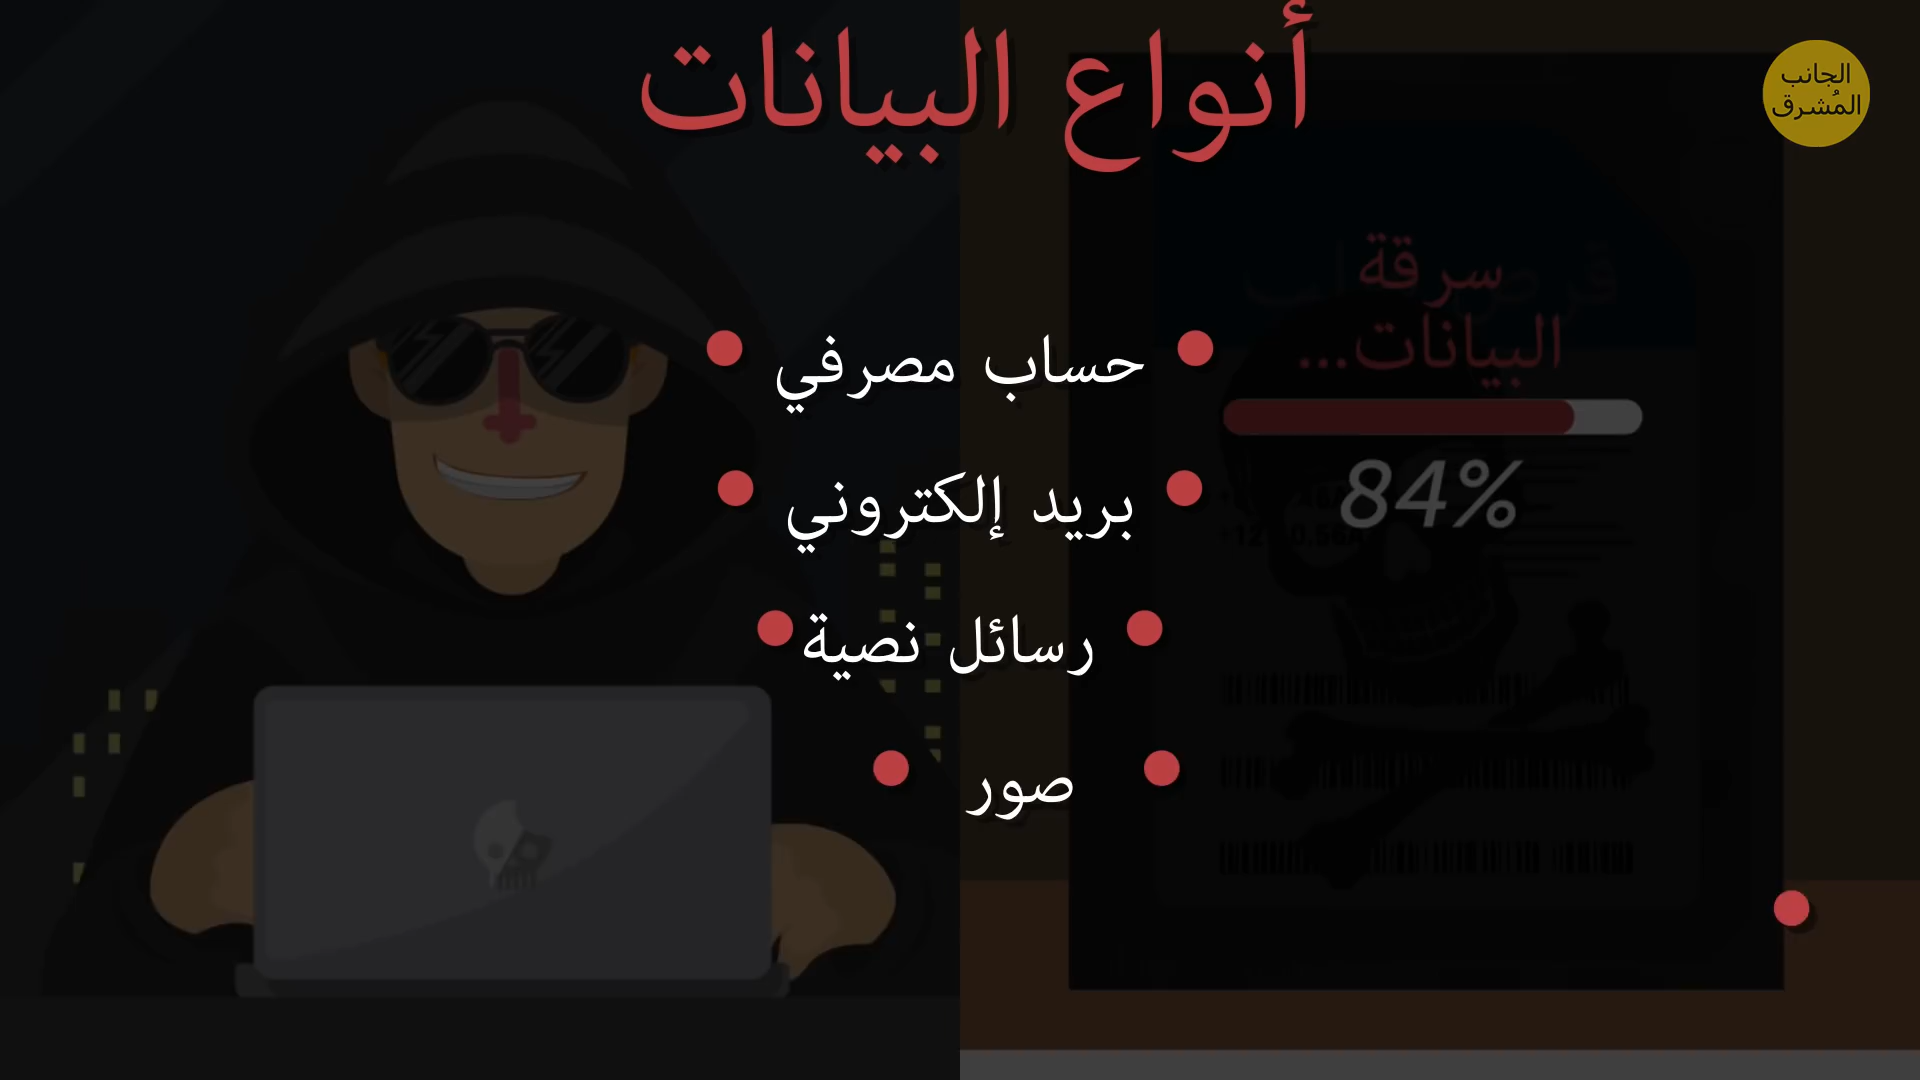 أنواع البيانات
الجانب
المُشرق
سرقة
البيانات...
84%
حساب مصرفي
بريد إلكتروني
رسائل نصية
صور